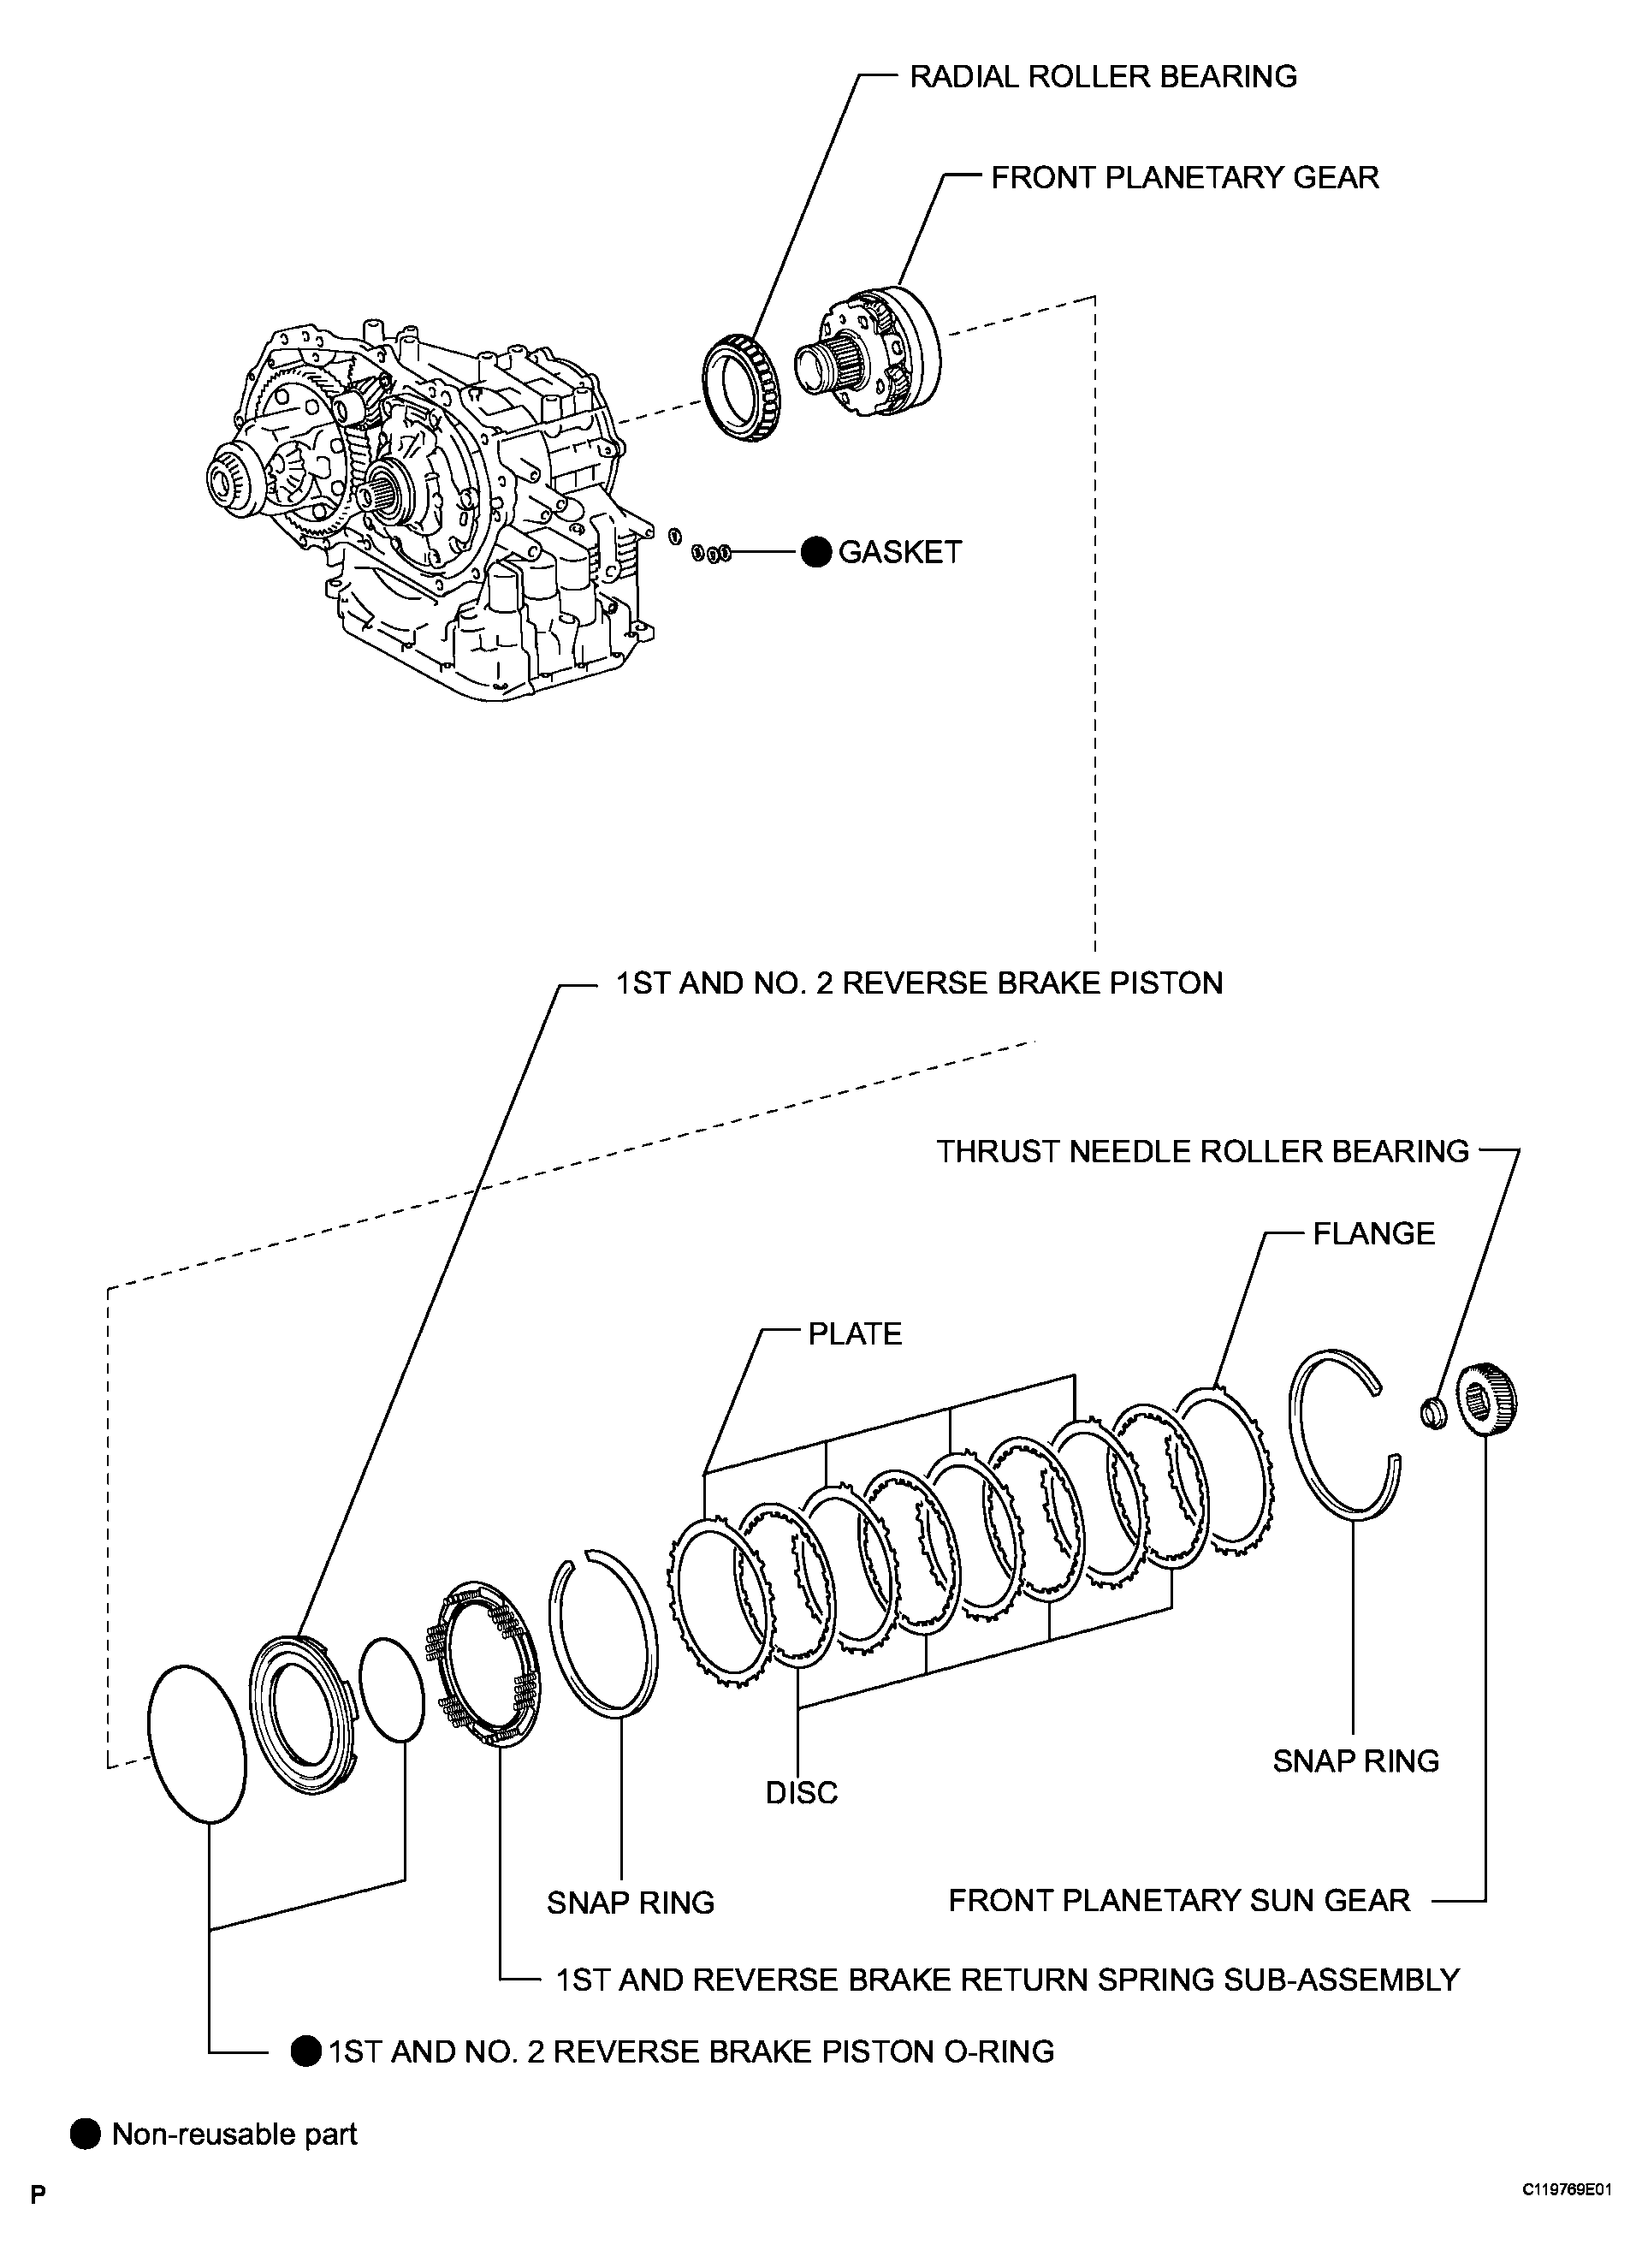 RADIAL ROLLER BEARING
FRONT PLANETARY GEAR
GASKET
1ST AND NO. 2 REVERSE BRAKE PISTON
THRUST NEEDLE ROLLER BEARING
FLANGE
PLATE
SNAP RING
DISC
SNAP RING
FRONT PLANETARY SUN GEAR
1ST AND REVERSE BRAKE RETURN SPRING SUB-ASSEMBLY
1ST AND NO. 2 REVERSE BRAKE PISTON O-RING
Non-reusable part
P
C119769E01